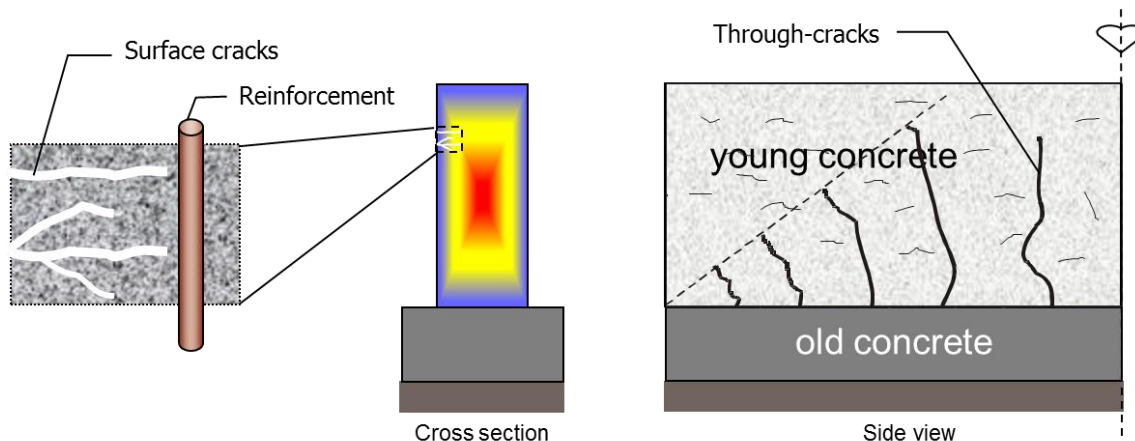 Surface cracks
Reinforcement
Cross section
Through-cracks
young concrete
old concrete
Side view